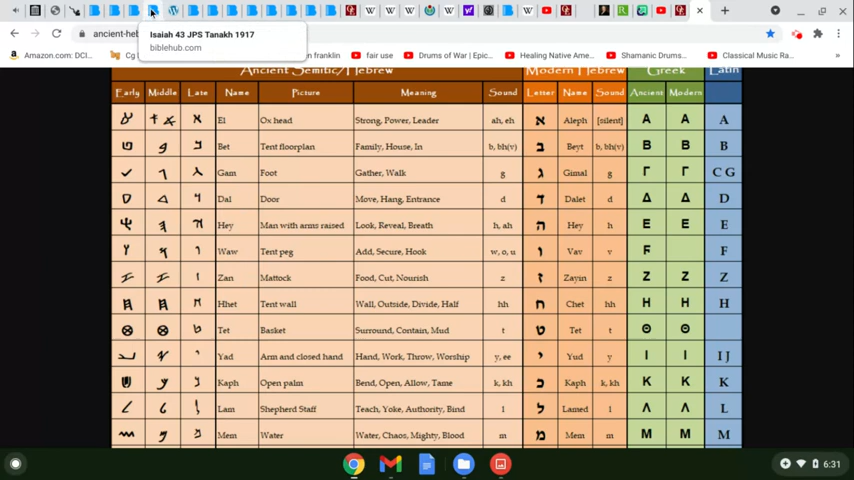 Isaiah 43 JPS Tanakh 1917
biblehub.com
ancient-heb
Amazon.com: DCI...
Cg
n franklin
fair use
Drums of War | Epic...
Healing Native Ame...
Shamanic Drums...
Classical Music Ra...
Ancient Semitic/Hebrew Modern Hebrew Greek Latin
Early Middle Late Name Picture Meaning Sound Letter Name Sound Ancient Modern
El Ox head Strong, Power, Leader ah, eh א Aleph [silent] Α Α A
Bet Tent floorplan Family, House, In b, bh(v) ב Beyt b, bh(v) Β Β B
Gam Foot Gather, Walk g ג Gimal g Γ Γ C G
Dal Door Move, Hang, Entrance d ד Dalet d Δ Δ D
Hey Man with arms raised Look, Reveal, Breath h, ah ה Hey h Ε Ε E
Waw Tent peg Add, Secure, Hook w, o, u ו Vav v F F
Zan Mattock Food, Cut, Nourish z ז Zayin z Ζ Ζ Z
Hhet Tent wall Wall, Outside, Divide, Half hh ח Chet hh Η Η H
Tet Basket Surround, Contain, Mud t ט Tet t Θ Θ
Yad Arm and closed hand Hand, Work, Throw, Worship y, ee י Yud y Ι Ι I J
Kaph Open palm Bend, Open, Allow, Tame k, kh כ Kaph k, kh Κ Κ K
Lam Shepherd Staff Teach, Yoke, Authority, Bind l ל Lamed l Λ Λ L
Mem Water Water, Chaos, Mighty, Blood m מ Mem m Μ Μ M
6:31